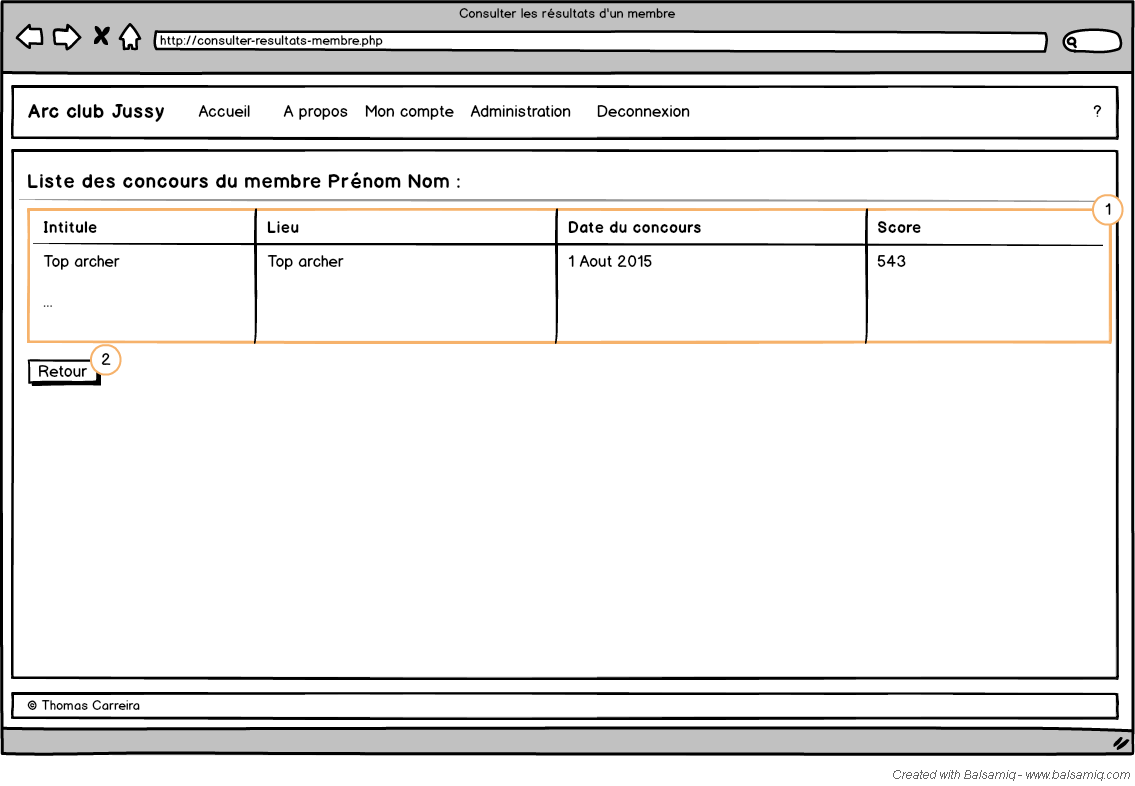 Consulter les résultats d'un membre
http://consulter-resultats-membre.php
Arc club Jussy Accueil A propos Mon compte Administration Deconnexion ?
Liste des concours du membre Prénom Nom :
1
Intitule Lieu Date du concours Score
Top archer Top archer 1 Aout 2015 543
...
2
Retour
© Thomas Carreira
Created with Balsamiq - www.balsamiq.com